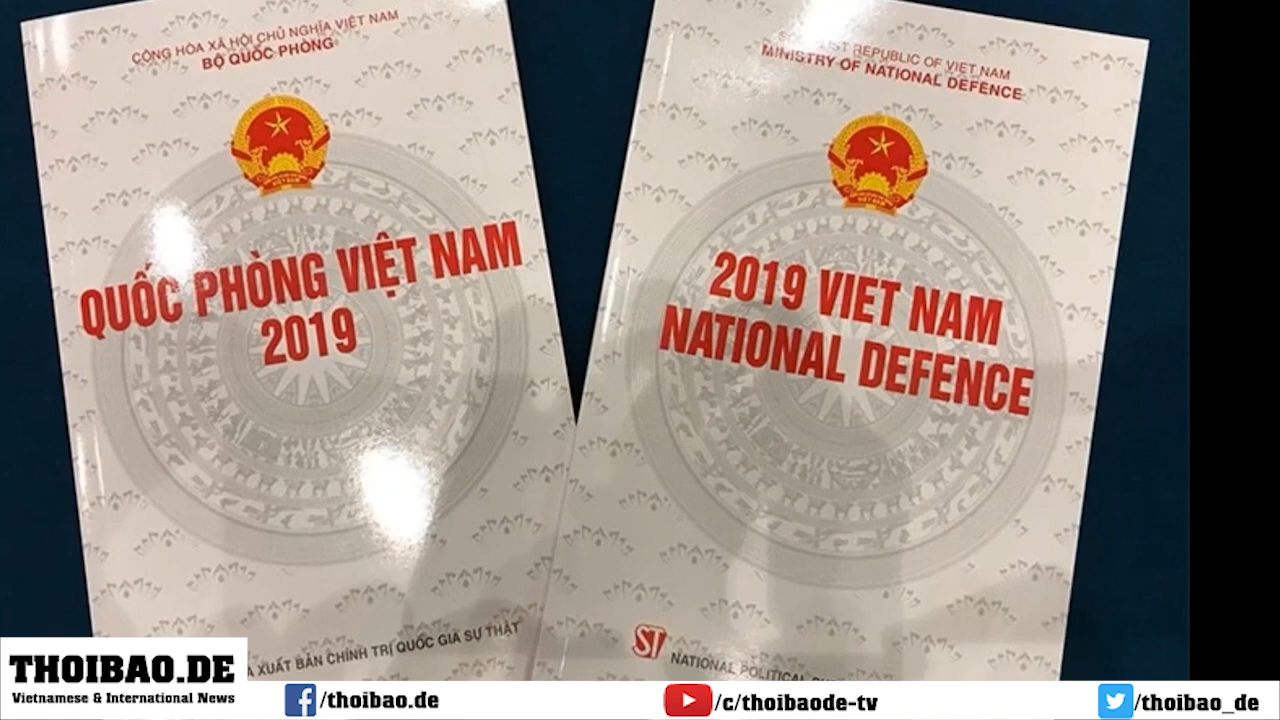 CỘNG HÒA XÃ HỘI CHỦ NGHĨA VIỆT NAM
BỘ QUỐC PHÒNG
QUỐC PHÒNG VIỆT NAM
2019
XUẤT BẢN CHÍNH TRỊ QUỐC GIA SỰ THẬT
REPUBLIC OF VIET NAM
MINISTRY OF NATIONAL DEFENCE
2019 VIET NAM
NATIONAL DEFENCE
ST
NATIONAL POLITICAL
THOIBAO.DE
Vietnamese & International News
/thoibao.de
/c/thoibaode-tv
/thoibao_de